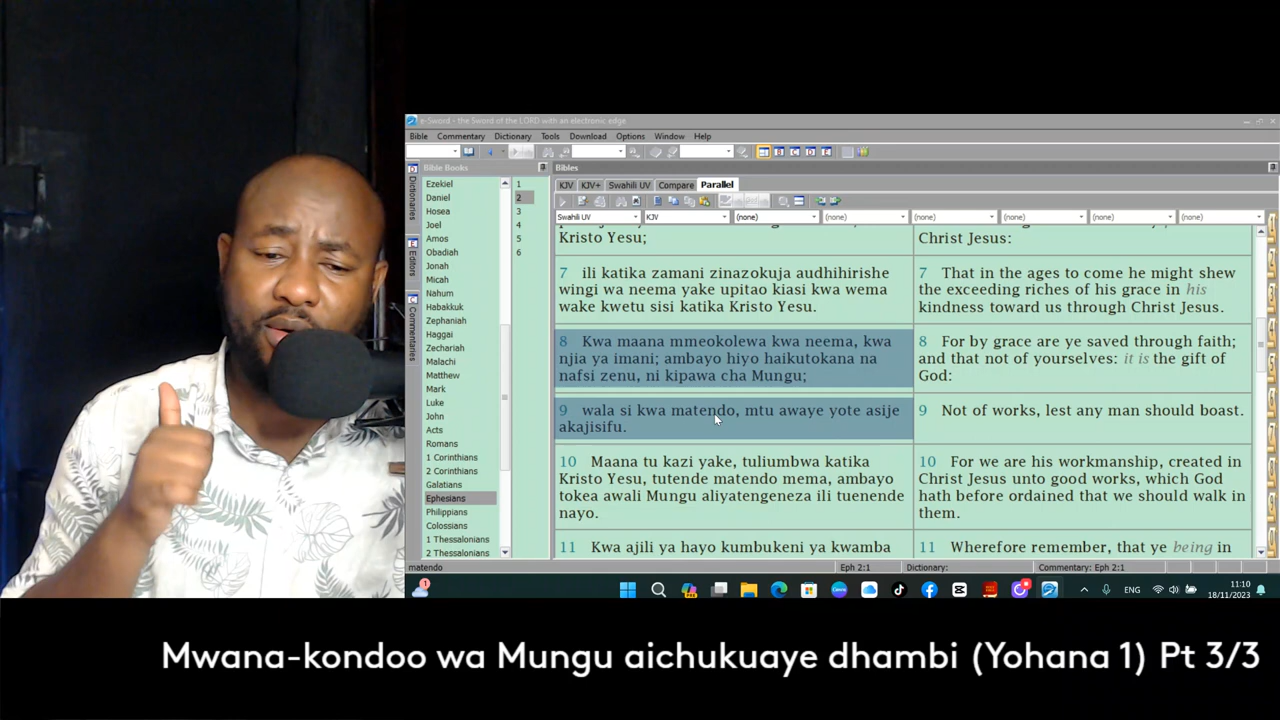 e-Sword - the Sword of the LORD with an electronic edge
Bible Commentary Dictionary Tools Download Options Window Help
Bible Books
Bibles
KJV KJV+ Swahili UV Compare Parallel
Swahili UV KJV (none) (none) (none) (none) (none) (none)
Dictionaries
Editors
Commentaries
Ezekiel
Daniel
Hosea
Joel
Amos
Obadiah
Jonah
Micah
Nahum
Habakkuk
Zephaniah
Haggai
Zechariah
Malachi
Matthew
Mark
Luke
John
Acts
Romans
1 Corinthians
2 Corinthians
Galatians
Ephesians
Philippians
Colossians
1 Thessalonians
2 Thessalonians
1
2
3
4
5
6
Kristo Yesu;
7 ili katika zamani zinazokuja audhihirishe
wingi wa neema yake upitao kiasi kwa wema
wake kwetu sisi katika Kristo Yesu.
8 Kwa maana mmeokolewa kwa neema, kwa
njia ya imani; ambayo hiyo haikutokana na
nafsi zenu, ni kipawa cha Mungu;
9 wala si kwa matendo, mtu awaye yote asije
akajisifu.
10 Maana tu kazi yake, tuliumbwa katika
Kristo Yesu, tutende matendo mema, ambayo
tokea awali Mungu aliyatengeneza ili tuenende
nayo.
11 Kwa ajili ya hayo kumbukeni ya kwamba
Christ Jesus:
7 That in the ages to come he might shew
the exceeding riches of his grace in his
kindness toward us through Christ Jesus.
8 For by grace are ye saved through faith;
and that not of yourselves: it is the gift of
God:
9 Not of works, lest any man should boast.
10 For we are his workmanship, created in
Christ Jesus unto good works, which God
hath before ordained that we should walk in
them.
11 Wherefore remember, that ye being in
matendo
Eph 2:1
Dictionary:
Commentary: Eph 2:1
1
ENG
11:10
18/11/2023
Mwana-kondoo wa Mungu aichukuaye dhambi (Yohana 1) Pt 3/3